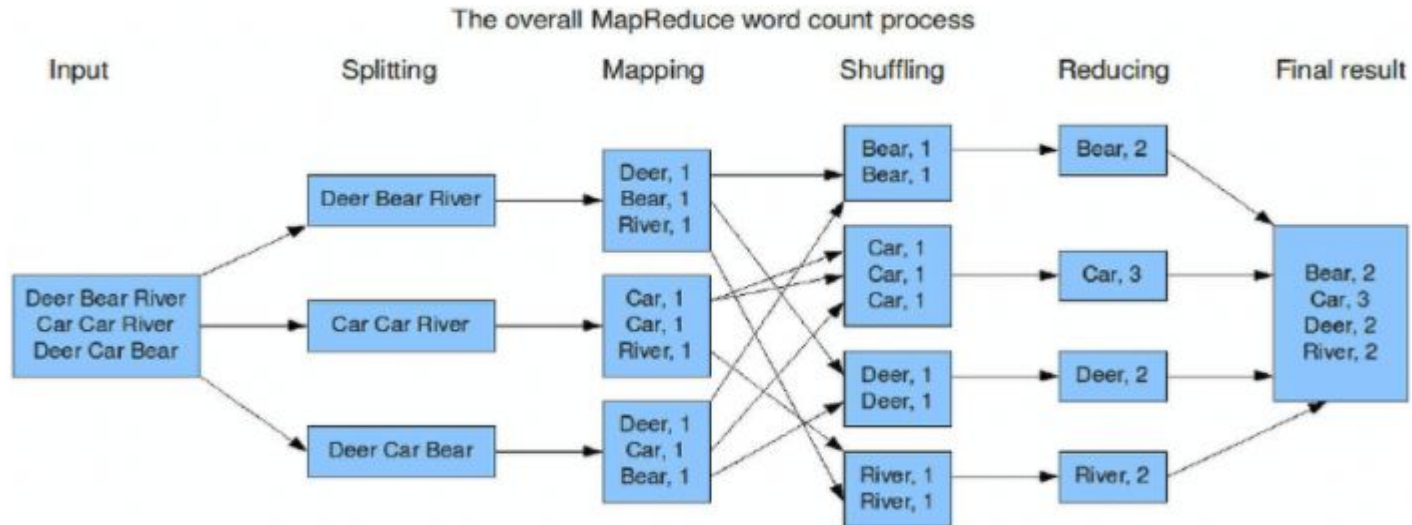 The overall MapReduce word count process
Input
Splitting
Mapping
Shuffling
Reducing
Final result
Deer Bear River
Car Car River
Deer Car Bear
Deer Bear River
Car Car River
Deer Car Bear
Deer, 1
Bear, 1
River, 1
Car, 1
Car, 1
River, 1
Deer, 1
Car, 1
Bear, 1
Bear, 1
Bear, 1
Car, 1
Car, 1
Car, 1
Deer, 1
Deer, 1
River, 1
River, 1
Bear, 2
Car, 3
Deer, 2
River, 2
Bear, 2
Car, 3
Deer, 2
River, 2